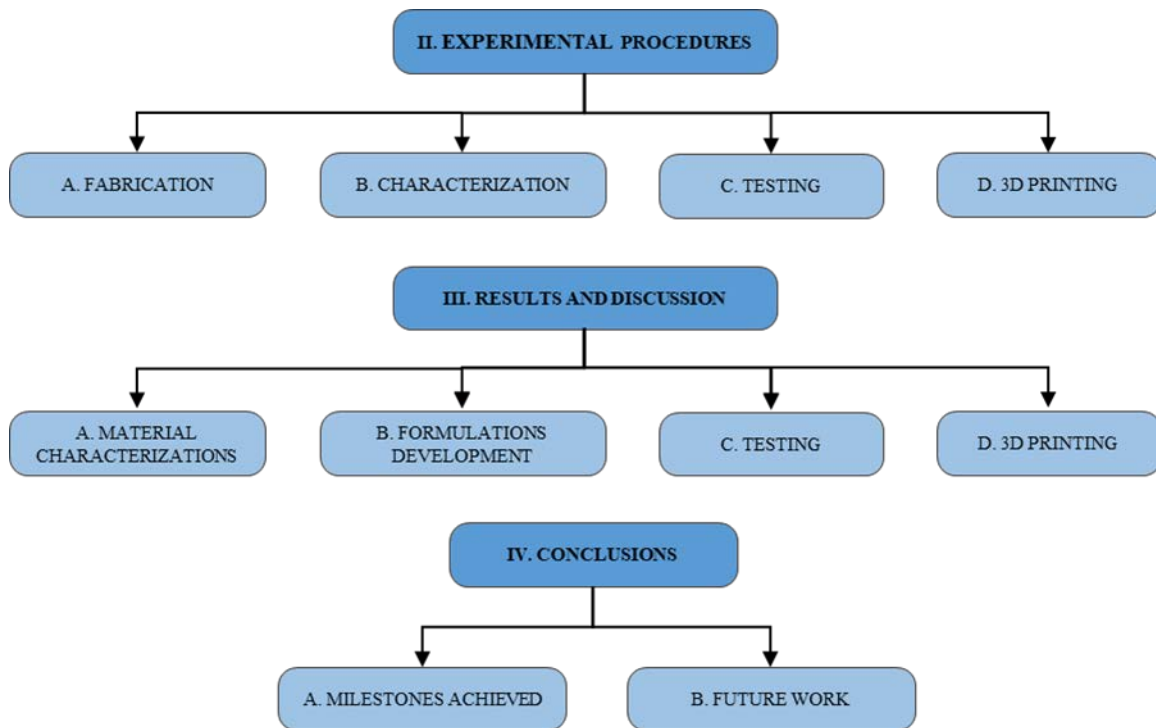 II. EXPERIMENTAL PROCEDURES
A. FABRICATION
B. CHARACTERIZATION
C. TESTING
D. 3D PRINTING
III. RESULTS AND DISCUSSION
A. MATERIAL
CHARACTERIZATIONS
B. FORMULATIONS
DEVELOPMENT
C. TESTING
D. 3D PRINTING
IV. CONCLUSIONS
A. MILESTONES ACHIEVED
B. FUTURE WORK